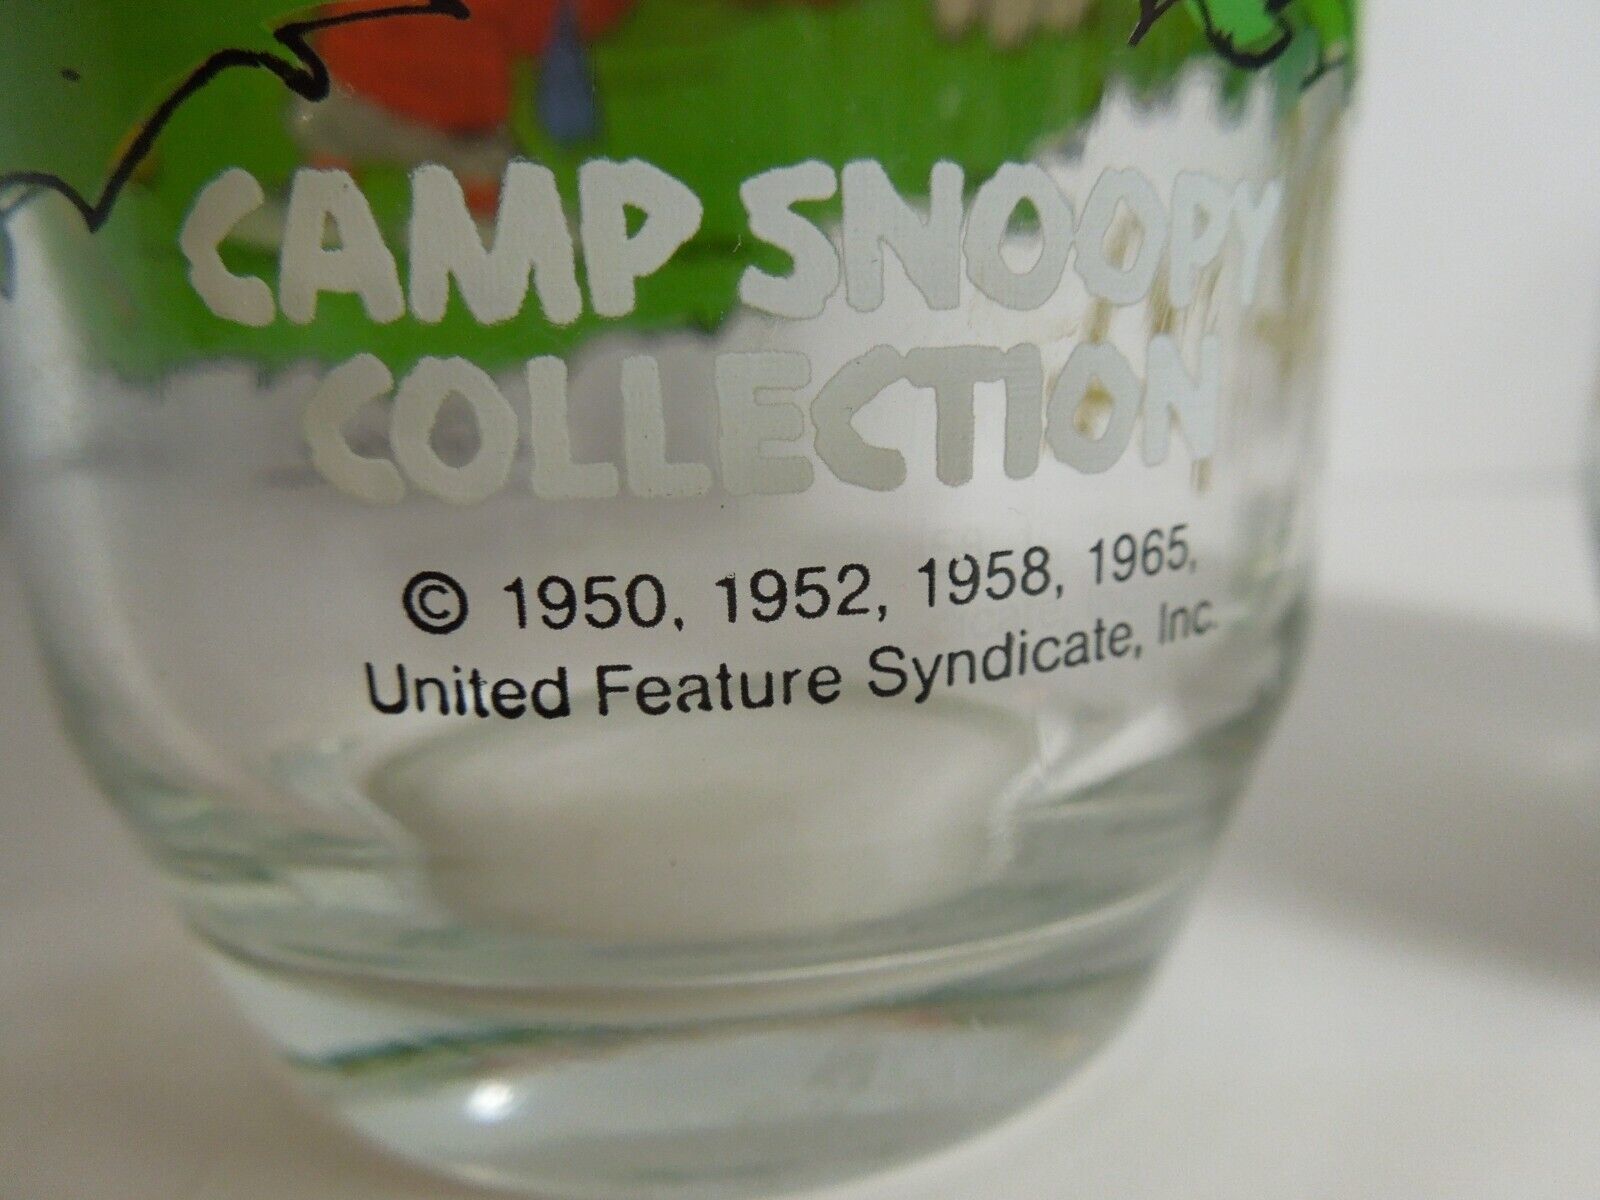 CAMP SNOOPY
COLLECTION
© 1950, 1952, 1958, 1965,
United Feature Syndicate, Inc.